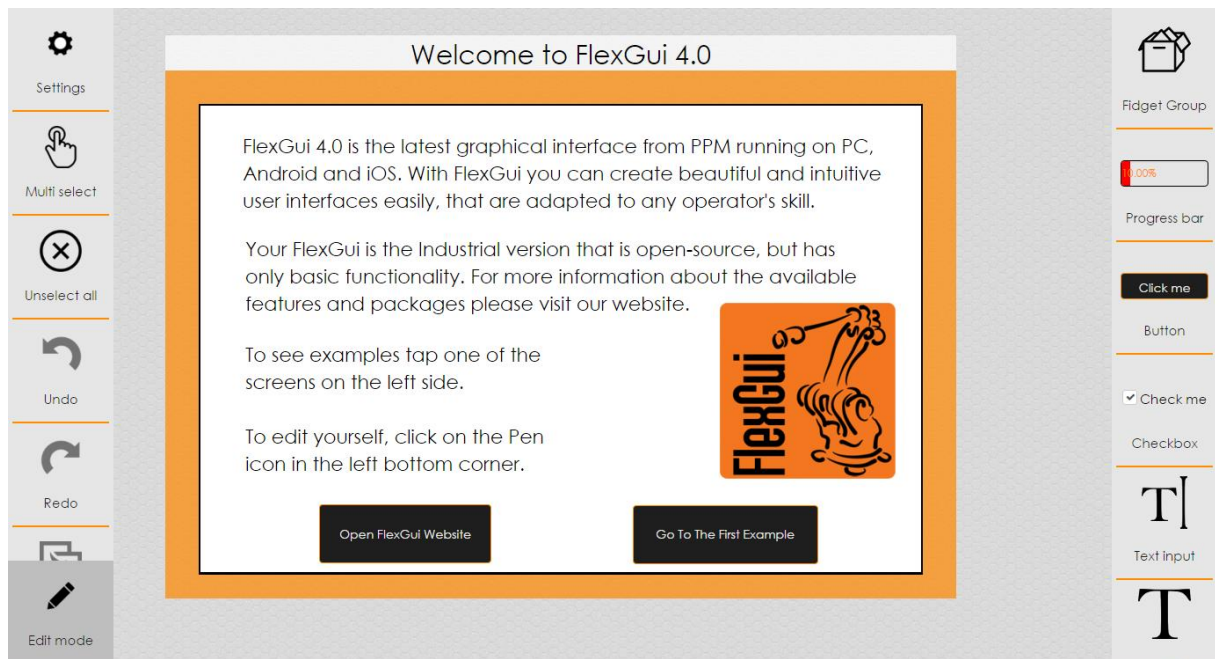 Settings
Multi select
Unselect all
Undo
Redo
Edit mode
Welcome to FlexGui 4.0
FlexGui 4.0 is the latest graphical interface from PPM running on PC,
Android and iOS. With FlexGui you can create beautiful and intuitive
user interfaces easily, that are adapted to any operator's skill.
Your FlexGui is the Industrial version that is open-source, but has
only basic functionality. For more information about the available
features and packages please visit our website.
To see examples tap one of the
screens on the left side.
To edit yourself, click on the Pen
icon in the left bottom corner.
FlexGui
Open FlexGui Website
Go To The First Example
Fidget Group
10.00%
Progress bar
Click me
Button
Check me
Checkbox
T
Text input
T